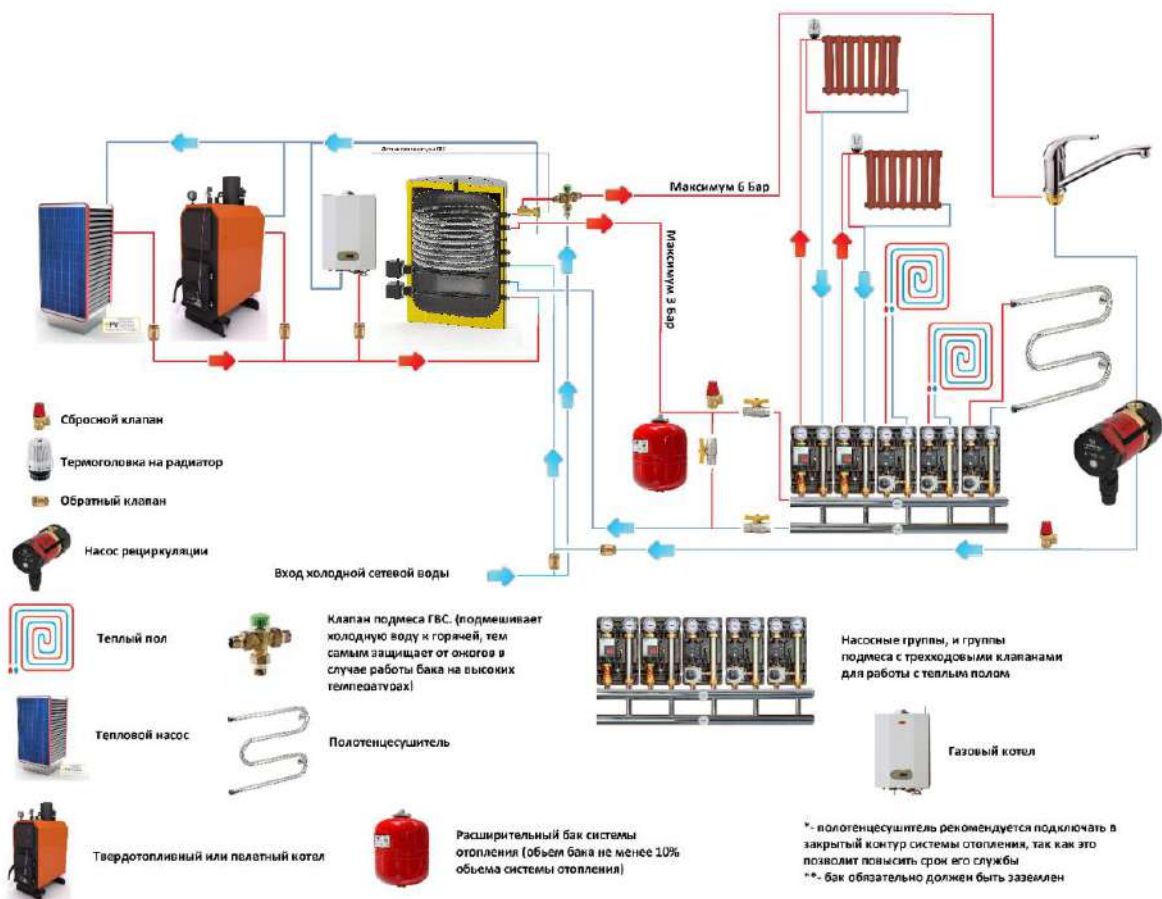 Максимум 6 Бар
Максимум 3 Бар
Сбросной клапан
Термоголовка на радиатор
Обратный клапан
Насос рециркуляции
Вход холодной сетевой воды
Теплый пол
Клапан подмеса ГВС. (подмешивает
холодную воду к горячей, тем
самым защищает от ожогов в
случае работы бака на высоких
температурах)
Насосные группы, и группы
подмеса с трехходовыми клапанами
для работы с теплым полом
Тепловой насос
Полотенцесушитель
Газовый котел
Твердотопливный или пелетный котел
Расширительный бак системы
отопления (обьем бака не менее 10%
обьема системы отопления)
*- полотенцесушитель рекомендуется подключать в
закрытый контур системы отопления, так как это
позволит повысить срок его службы
**- бак обязательно должен быть заземлен